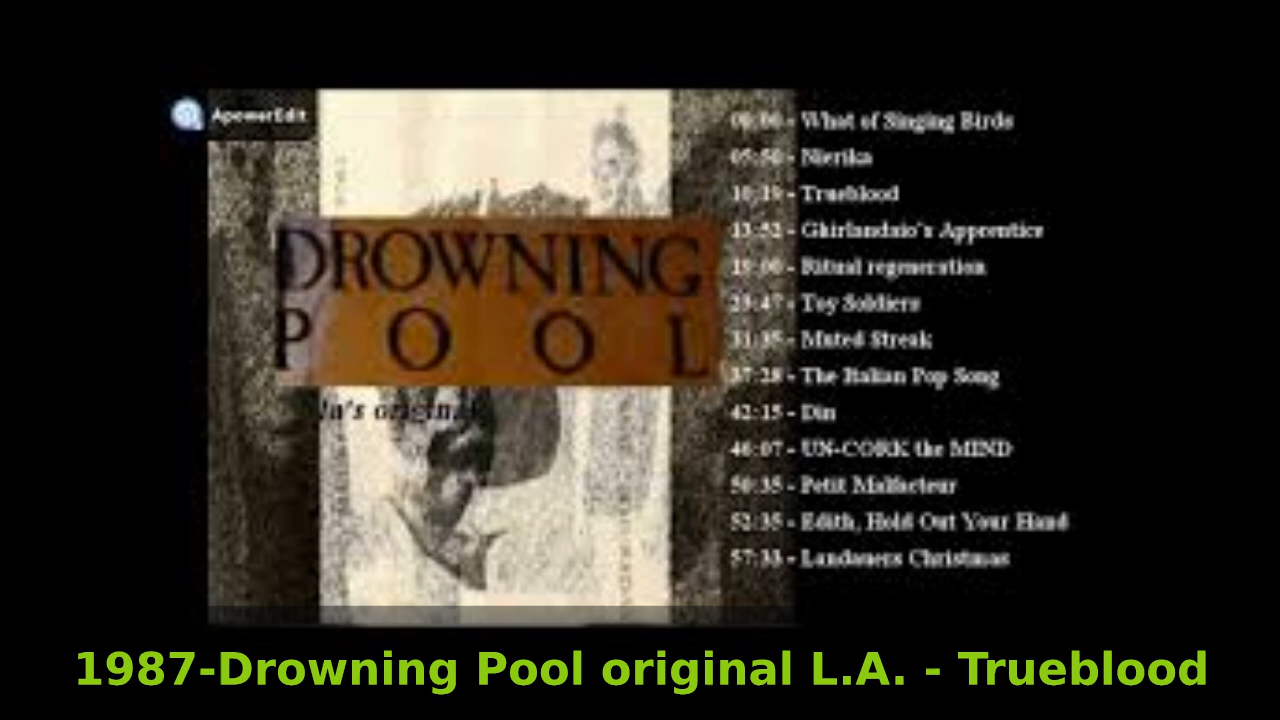 ApowerEdit
DROWNING
POOL
la's original
00:00 - What of Singing Birds
05:50 - Nierika
10:19 - Trueblood
13:52 - Ghirlandaio's Apprentice
19:00 - Ritual regeneration
25:47 - Toy Soldiers
31:35 - Muted Streak
37:28 - The Italian Pop Song
42:15 - Din
46:07 - UN-CORK the MIND
50:35 - Petit Malfacteur
52:35 - Edith, Hold Out Your Hand
57:33 - Landauers Christmas
1987-Drowning Pool original L.A. - Trueblood